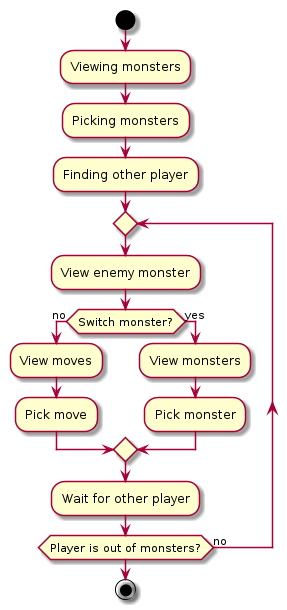 Viewing monsters
Picking monsters
Finding other player
View enemy monster
no
Switch monster?
yes
View moves
View monsters
Pick move
Pick monster
Wait for other player
Player is out of monsters?
no